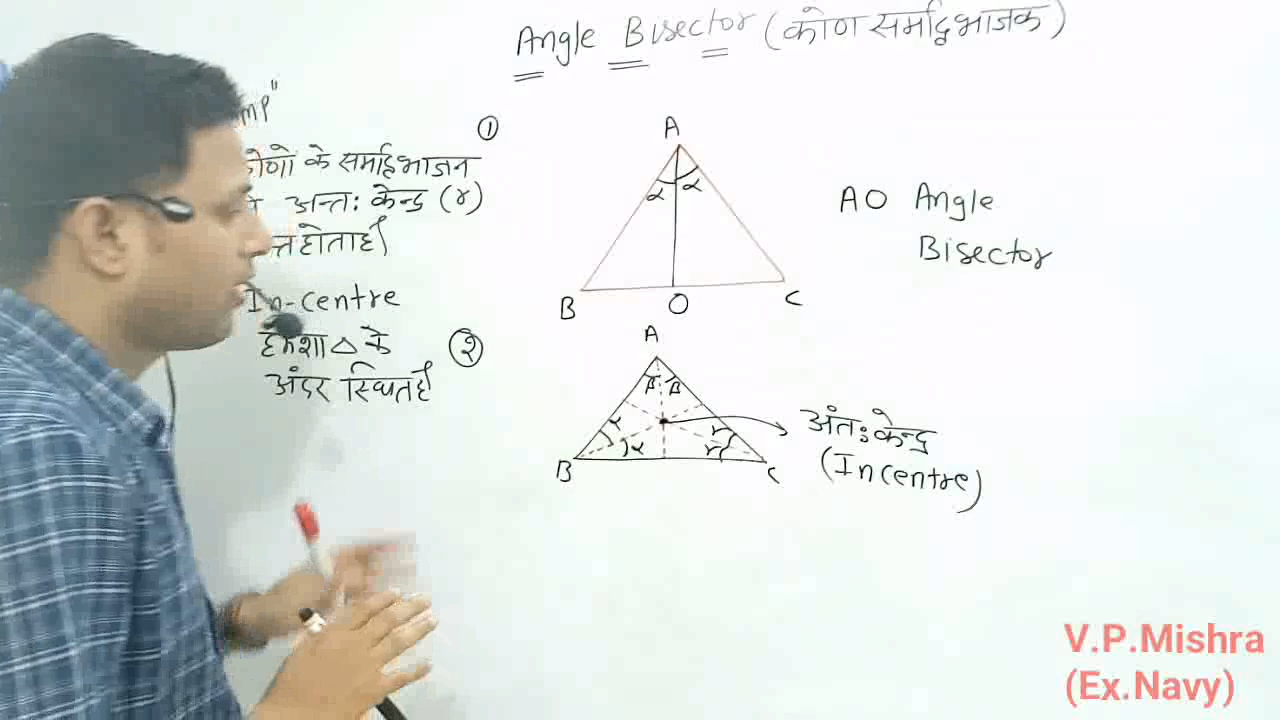 Angle Bisector (कोण समद्विभाजक)
mp"
①
के समद्विभाजन
अन्तः केन्द्र (r)
होता है
In-centre
हमेशा △ के
②
अंदर स्थित है
A
α α
B O C
AO Angle
Bisector
A
β β
B C
अंतः केन्द्र
(Incentre)
V.P.Mishra
(Ex.Navy)